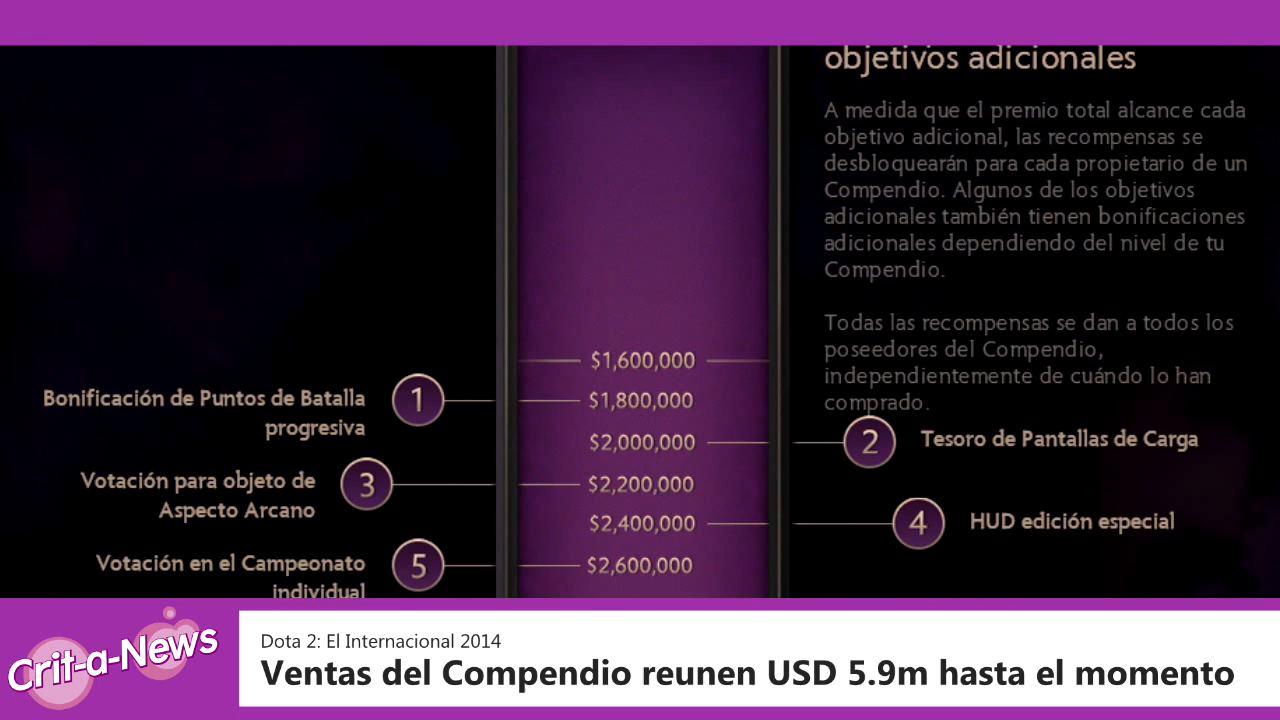 objetivos adicionales
A medida que el premio total alcance cada
objetivo adicional, las recompensas se
desbloquearán para cada propietario de un
Compendio. Algunos de los objetivos
adicionales también tienen bonificaciones
adicionales dependiendo del nivel de tu
Compendio.
Todas las recompensas se dan a todos los
poseedores del Compendio,
independientemente de cuándo lo han
comprado.
$1,600,000
Bonificación de Puntos de Batalla
progresiva
1
$1,800,000
$2,000,000
2
Tesoro de Pantallas de Carga
Votación para objeto de
Aspecto Arcano
3
$2,200,000
$2,400,000
4
HUD edición especial
Votación en el Campeonato
individual
5
$2,600,000
Crit-a-News
Dota 2: El Internacional 2014
Ventas del Compendio reunen USD 5.9m hasta el momento